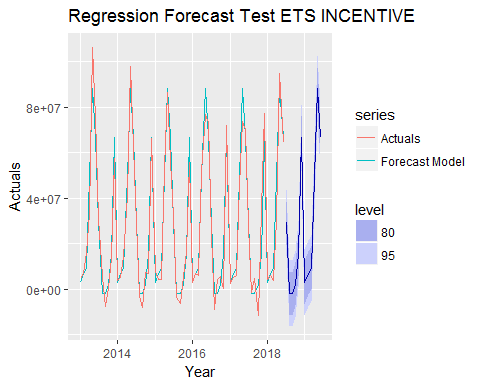 Regression Forecast Test ETS INCENTIVE
Actuals
8e+07
4e+07
0e+00
2014
2016
2018
Year
series
Actuals
Forecast Model
level
80
95